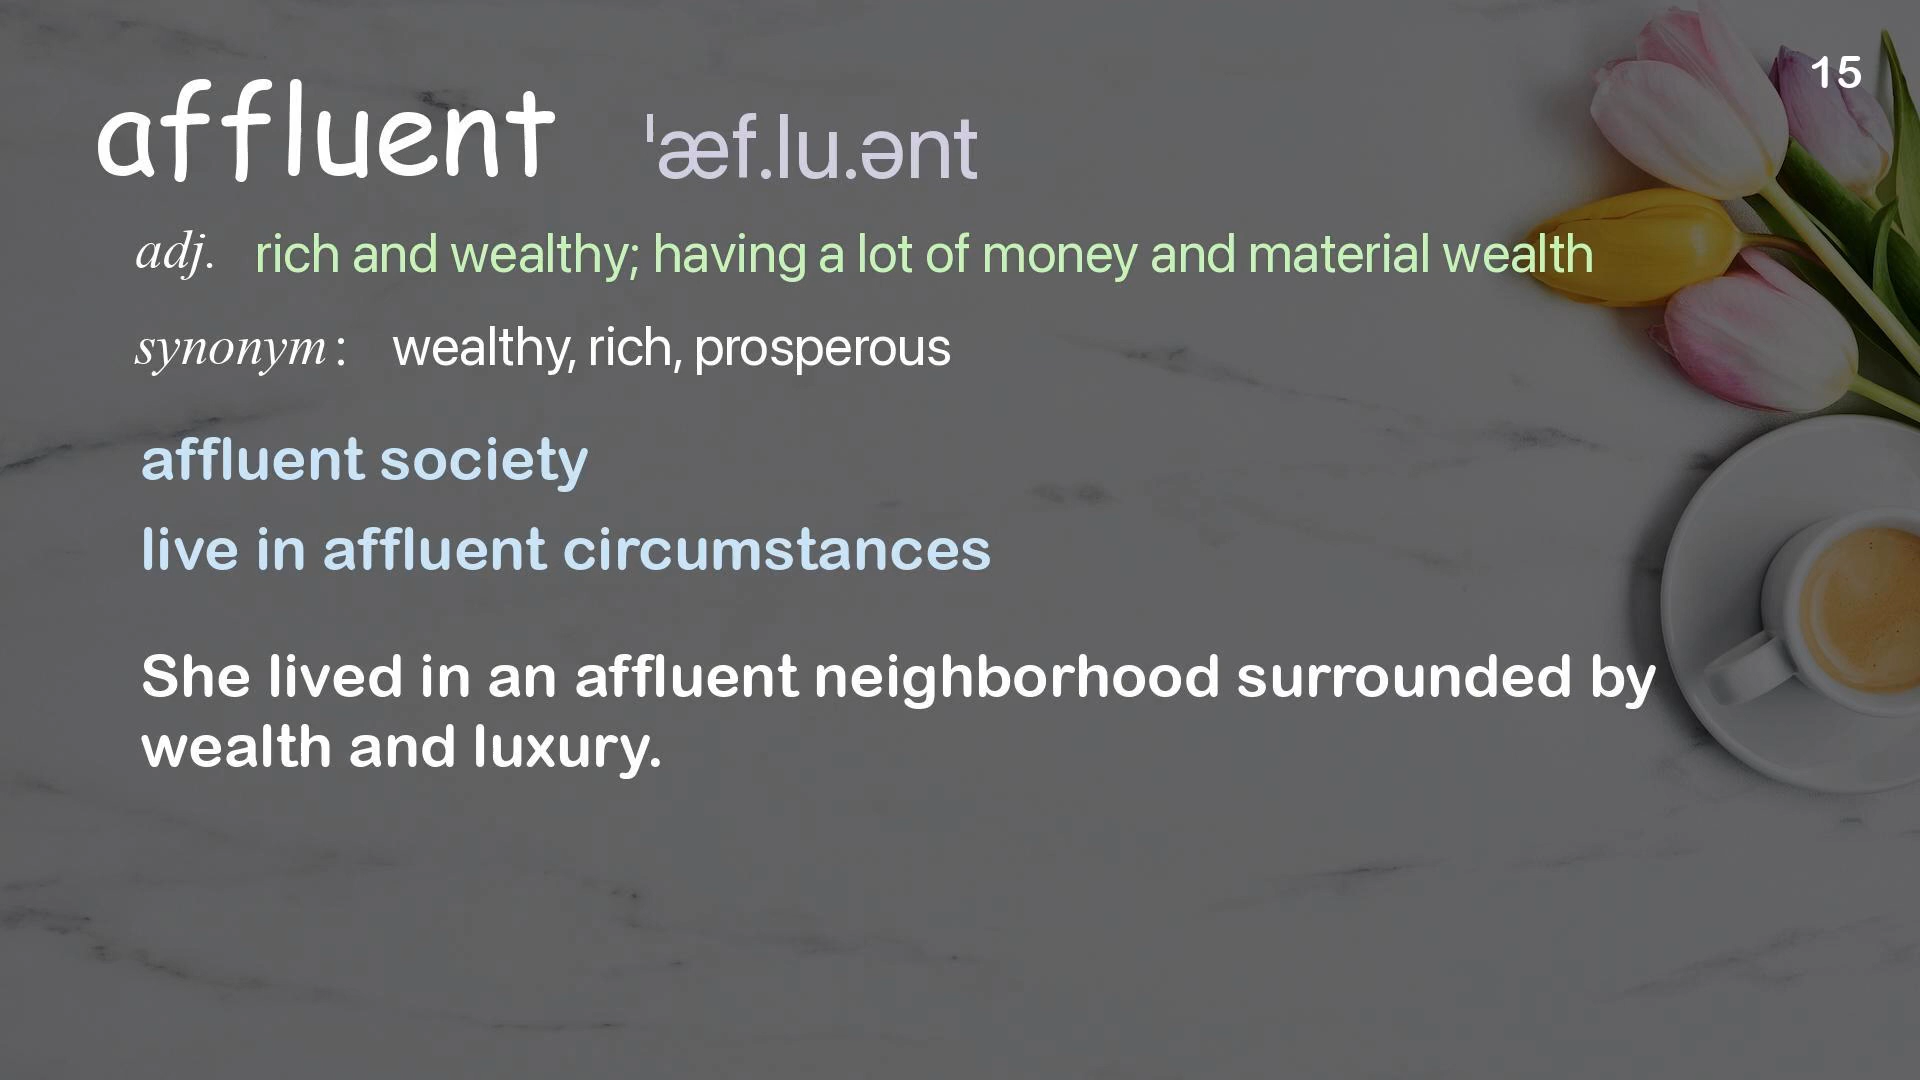 15
affluent ˈæf.lu.ənt
adj. rich and wealthy; having a lot of money and material wealth
synonym: wealthy, rich, prosperous
affluent society
live in affluent circumstances
She lived in an affluent neighborhood surrounded by
wealth and luxury.